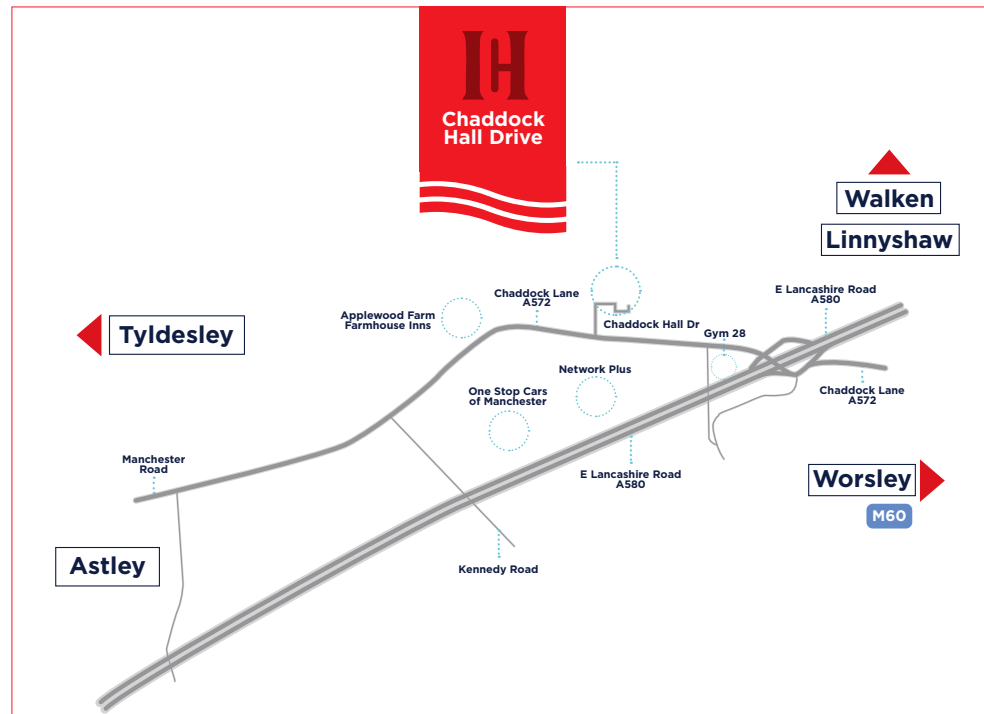 Chaddock
Hall Drive
Walken
Linnyshaw
E Lancashire Road
A580
Chaddock Lane
A572
Applewood Farm
Farmhouse Inns
Chaddock Hall Dr
Gym 28
Tyldesley
Network Plus
One Stop Cars
of Manchester
Chaddock Lane
A572
Manchester
Road
E Lancashire Road
A580
Worsley
M60
Astley
Kennedy Road